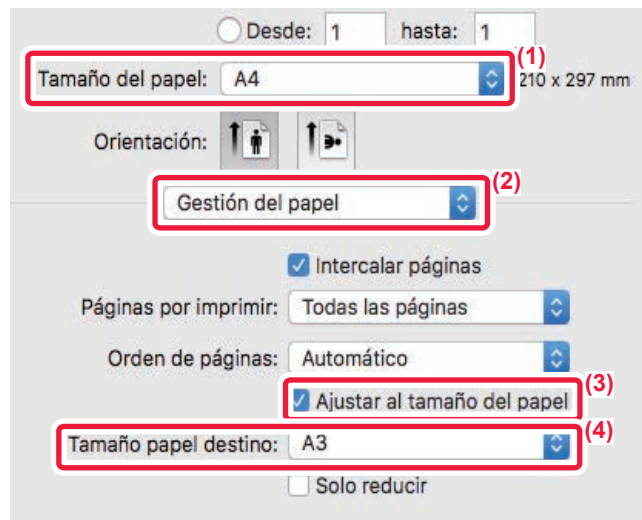 Desde: 1 hasta: 1
(1)
Tamaño del papel: A4 210 x 297 mm
Orientación:
(2)
Gestión del papel
Intercalar páginas
Páginas por imprimir: Todas las páginas
Orden de páginas: Automático
(3)
Ajustar al tamaño del papel
(4)
Tamaño papel destino: A3
Solo reducir